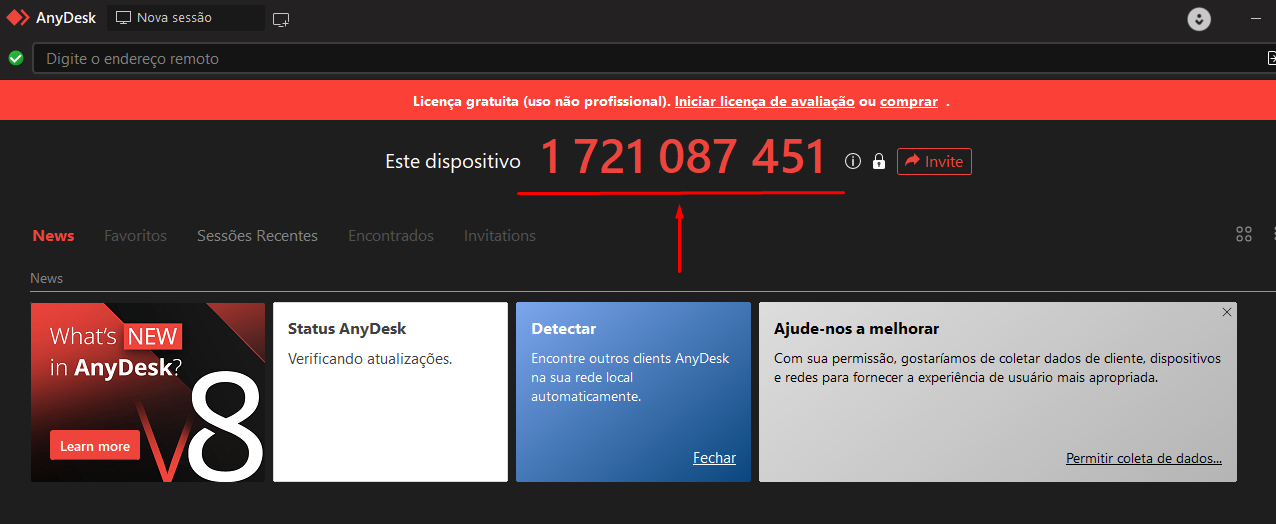 AnyDesk
Nova sessão
Digite o endereço remoto
Licença gratuita (uso não profissional). Iniciar licença de avaliação ou comprar .
Este dispositivo 1 721 087 451 Invite
News Favoritos Sessões Recentes Encontrados Invitations
News
What's NEW
in AnyDesk?
V8
Learn more
Status AnyDesk
Verificando atualizações.
Detectar
Encontre outros clients AnyDesk
na sua rede local
automaticamente.
Fechar
Ajude-nos a melhorar
Com sua permissão, gostaríamos de coletar dados de cliente, dispositivos
e redes para fornecer a experiência de usuário mais apropriada.
Permitir coleta de dados...